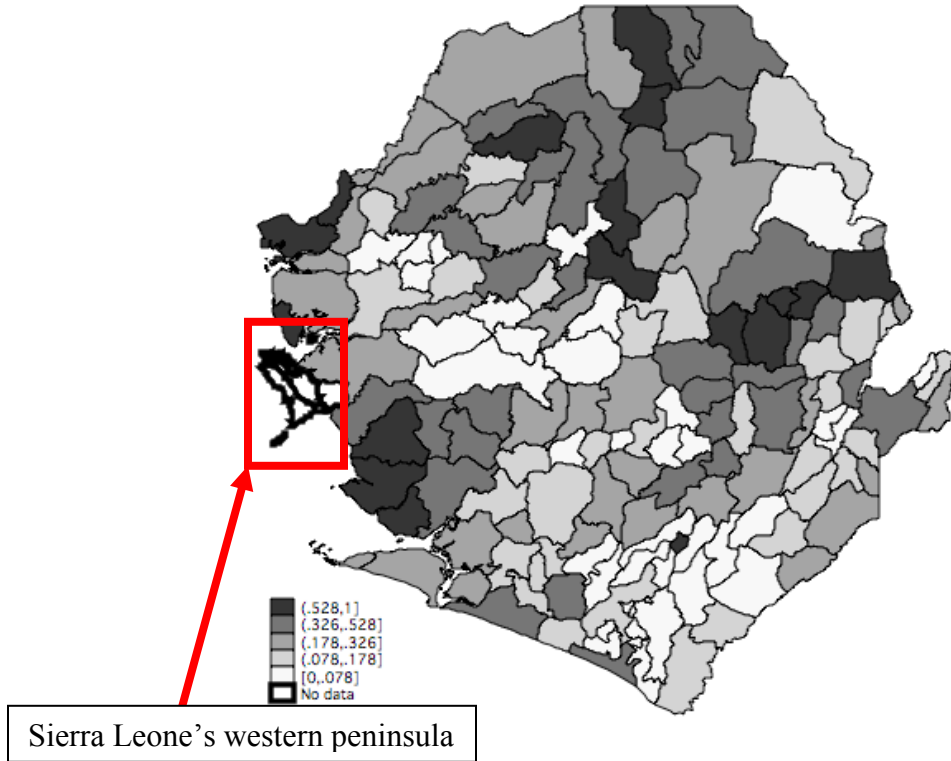 (.528,1]
(.326,.528]
(.178,.326]
(.078,.178]
[0,.078]
No data
Sierra Leone’s western peninsula